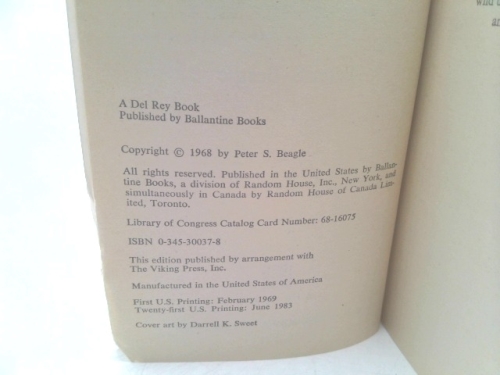 A Del Rey Book
Published by Ballantine Books
Copyright © 1968 by Peter S. Beagle
All rights reserved. Published in the United States by Ballan-
tine Books, a division of Random House, Inc., New York, and
simultaneously in Canada by Random House of Canada Lim-
ited, Toronto.
Library of Congress Catalog Card Number: 68-16075
ISBN 0-345-30037-8
This edition published by arrangement with
The Viking Press, Inc.
Manufactured in the United States of America
First U.S. Printing: February 1969
Twenty-first U.S. Printing: June 1983
Cover art by Darrell K. Sweet